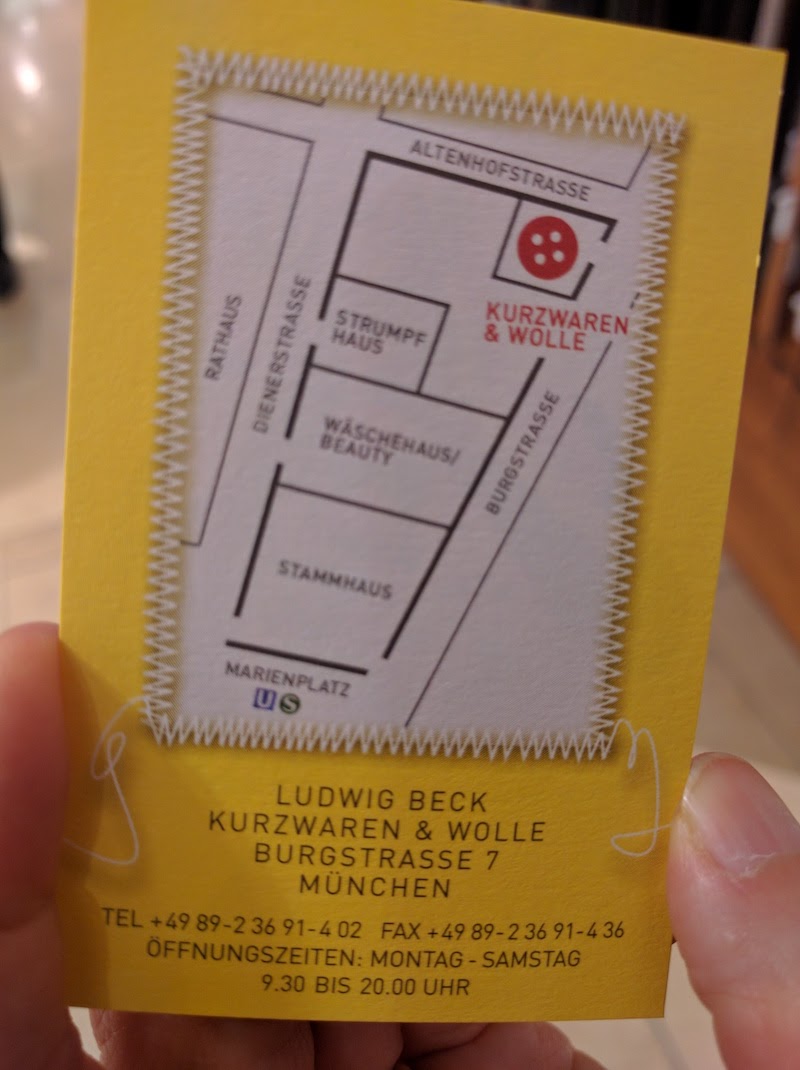 ALTENHOFSTRASSE
RATHAUS
DIENERSTRASSE
STRUMPF
HAUS
KURZWAREN
& WOLLE
WÄSCHEHAUS/
BEAUTY
BURGSTRASSE
STAMMHAUS
MARIENPLATZ
U S
LUDWIG BECK
KURZWAREN & WOLLE
BURGSTRASSE 7
MÜNCHEN
TEL +49 89-2 36 91-4 02 FAX +49 89-2 36 91-4 36
ÖFFNUNGSZEITEN: MONTAG - SAMSTAG
9.30 BIS 20.00 UHR